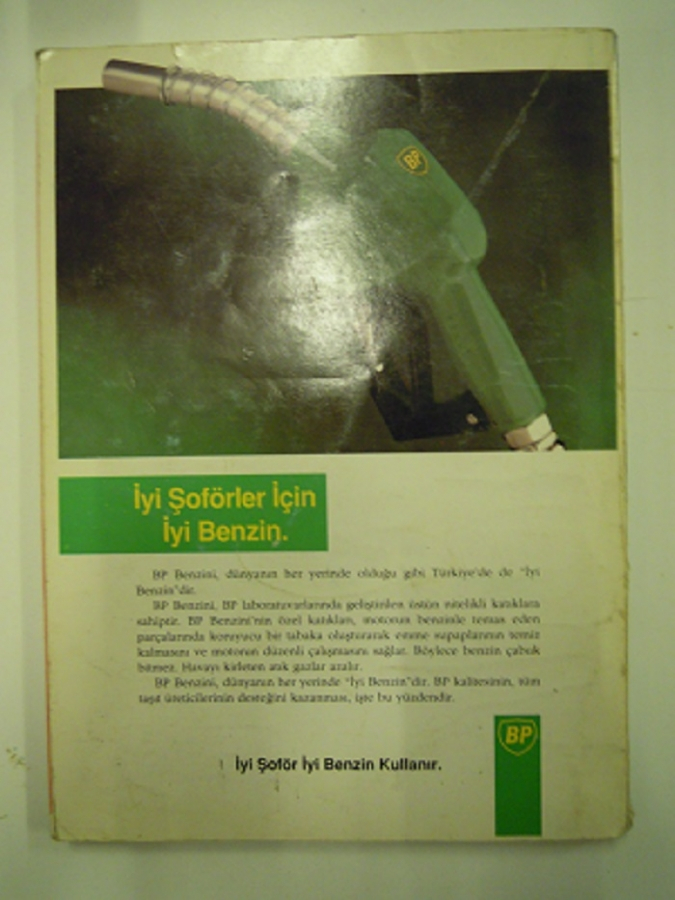 BP
İyi Şoförler İçin
İyi Benzin.
BP Benzini, dünyanın her yerinde olduğu gibi Türkiye'de de "İyi
Benzin"dir.
BP Benzini, BP laboratuvarlarında geliştirilen üstün nitelikli katıklara
sahiptir. BP Benzini'nin özel katıkları, motorun benzinle temas eden
parçalarında koruyucu bir tabaka oluşturarak emme supaplarının temiz
kalmasını ve motorun düzenli çalışmasını sağlar. Böylece benzin çabuk
bitmez. Havayı kirleten atık gazlar azalır.
BP Benzini, dünyanın her yerinde "İyi Benzin"dir. BP kalitesinin, tüm
taşıt üreticilerinin desteğini kazanması, işte bu yüzdendir.
BP
İyi Şoför İyi Benzin Kullanır.